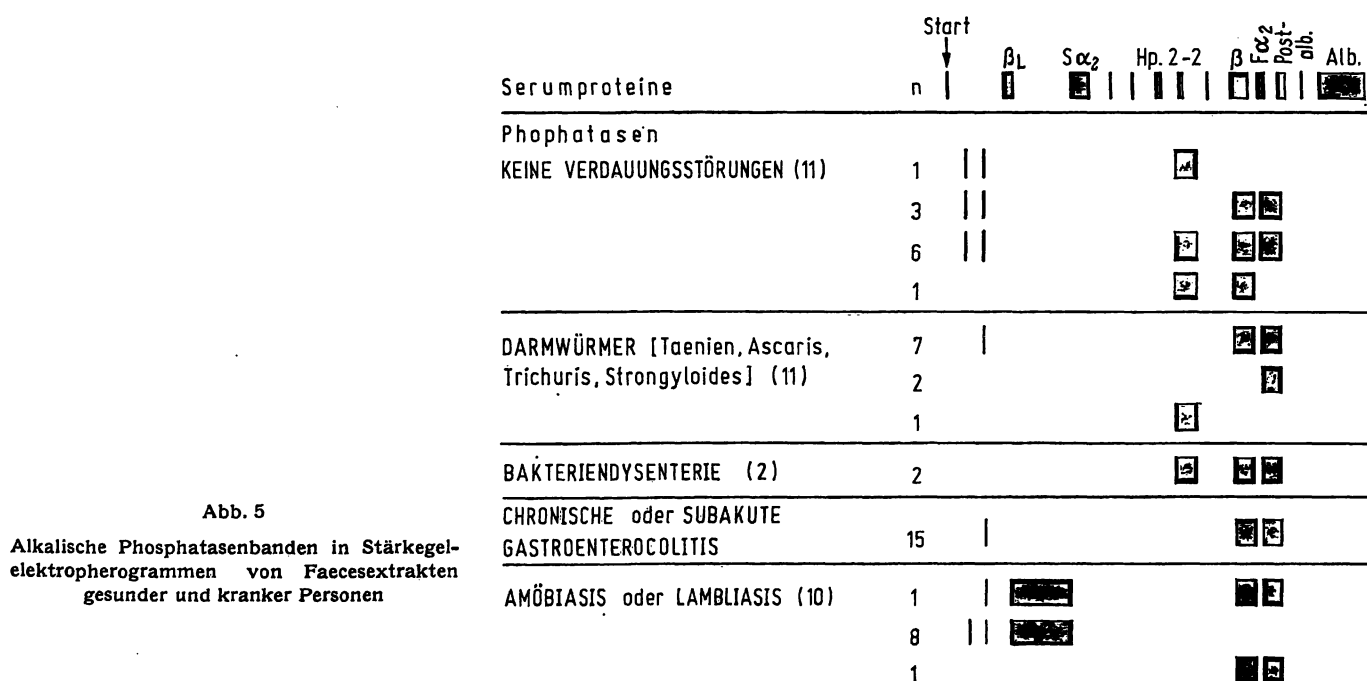 Start
βL Sα2 Hp. 2-2 β Fα2 Post-alb. Alb.
Serumproteine n
Phophatasen
KEINE VERDAUUNGSSTÖRUNGEN (11) 1
3
6
1
DARMWÜRMER [Taenien, Ascaris, 7
Trichuris, Strongyloides] (11) 2
1
BAKTERIENDYSENTERIE (2) 2
CHRONISCHE oder SUBAKUTE
GASTROENTEROCOLITIS 15
AMÖBIASIS oder LAMBLIASIS (10) 1
8
1
Abb. 5
Alkalische Phosphatasenbanden in Stärkegel-
elektropherogrammen von Faecesextrakten
gesunder und kranker Personen